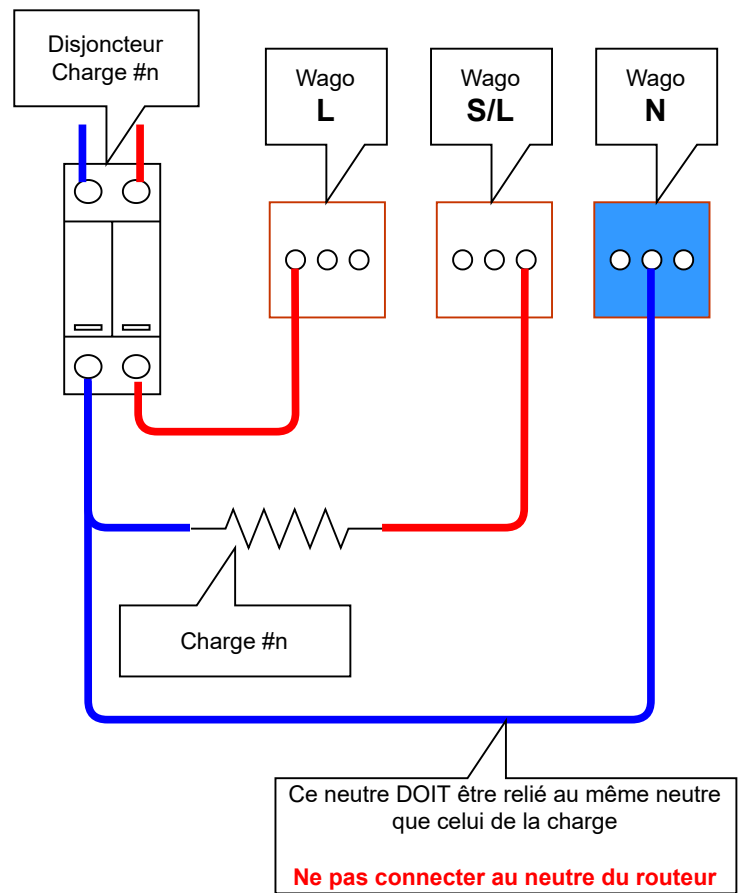 Disjoncteur
Charge #n
Wago
L
Wago
S/L
Wago
N
Charge #n
Ce neutre DOIT être relié au même neutre
que celui de la charge
Ne pas connecter au neutre du routeur